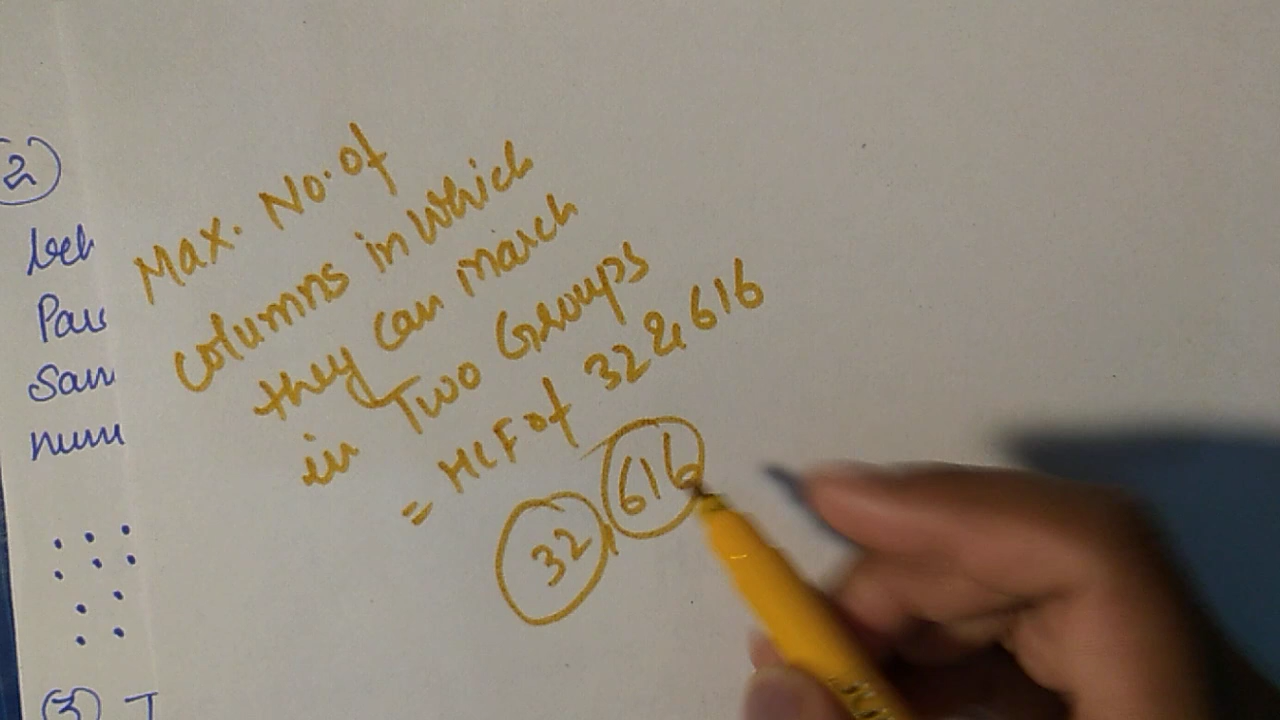 2
Max. No. of
columns in which
they can march
in Two Groups
= HCF of 32 & 616
32, 616
3